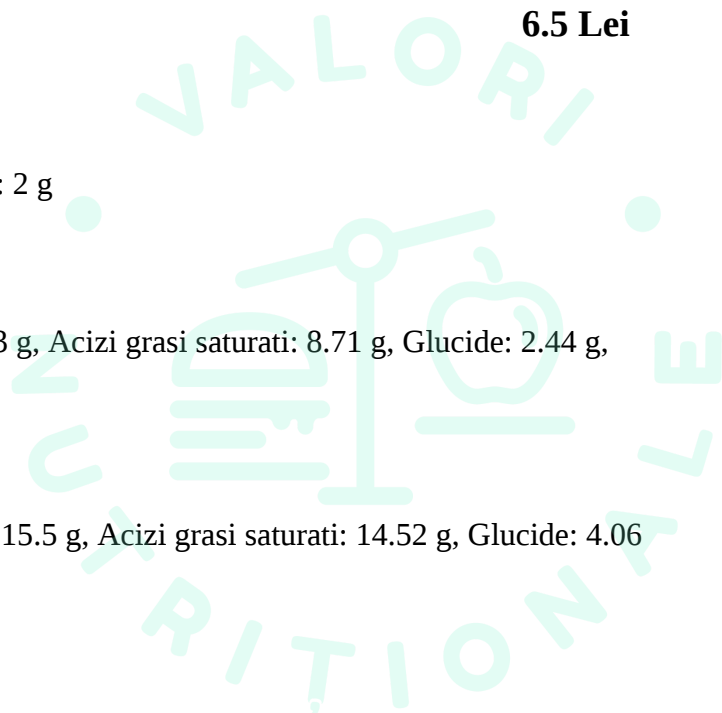 6.5 Lei
VALORI
: 2 g
3 g, Acizi grasi saturati: 8.71 g, Glucide: 2.44 g,
15.5 g, Acizi grasi saturati: 14.52 g, Glucide: 4.06
NUTRIȚIONALE